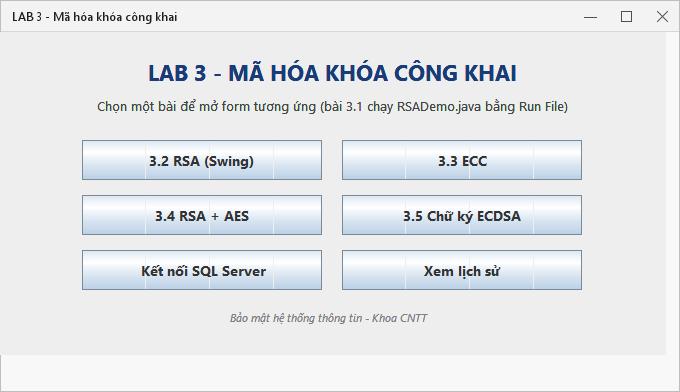 LAB 3 - Mã hóa khóa công khai
LAB 3 - MÃ HÓA KHÓA CÔNG KHAI
Chọn một bài để mở form tương ứng (bài 3.1 chạy RSADemo.java bằng Run File)
3.2 RSA (Swing)
3.3 ECC
3.4 RSA + AES
3.5 Chữ ký ECDSA
Kết nối SQL Server
Xem lịch sử
Bảo mật hệ thống thông tin - Khoa CNTT